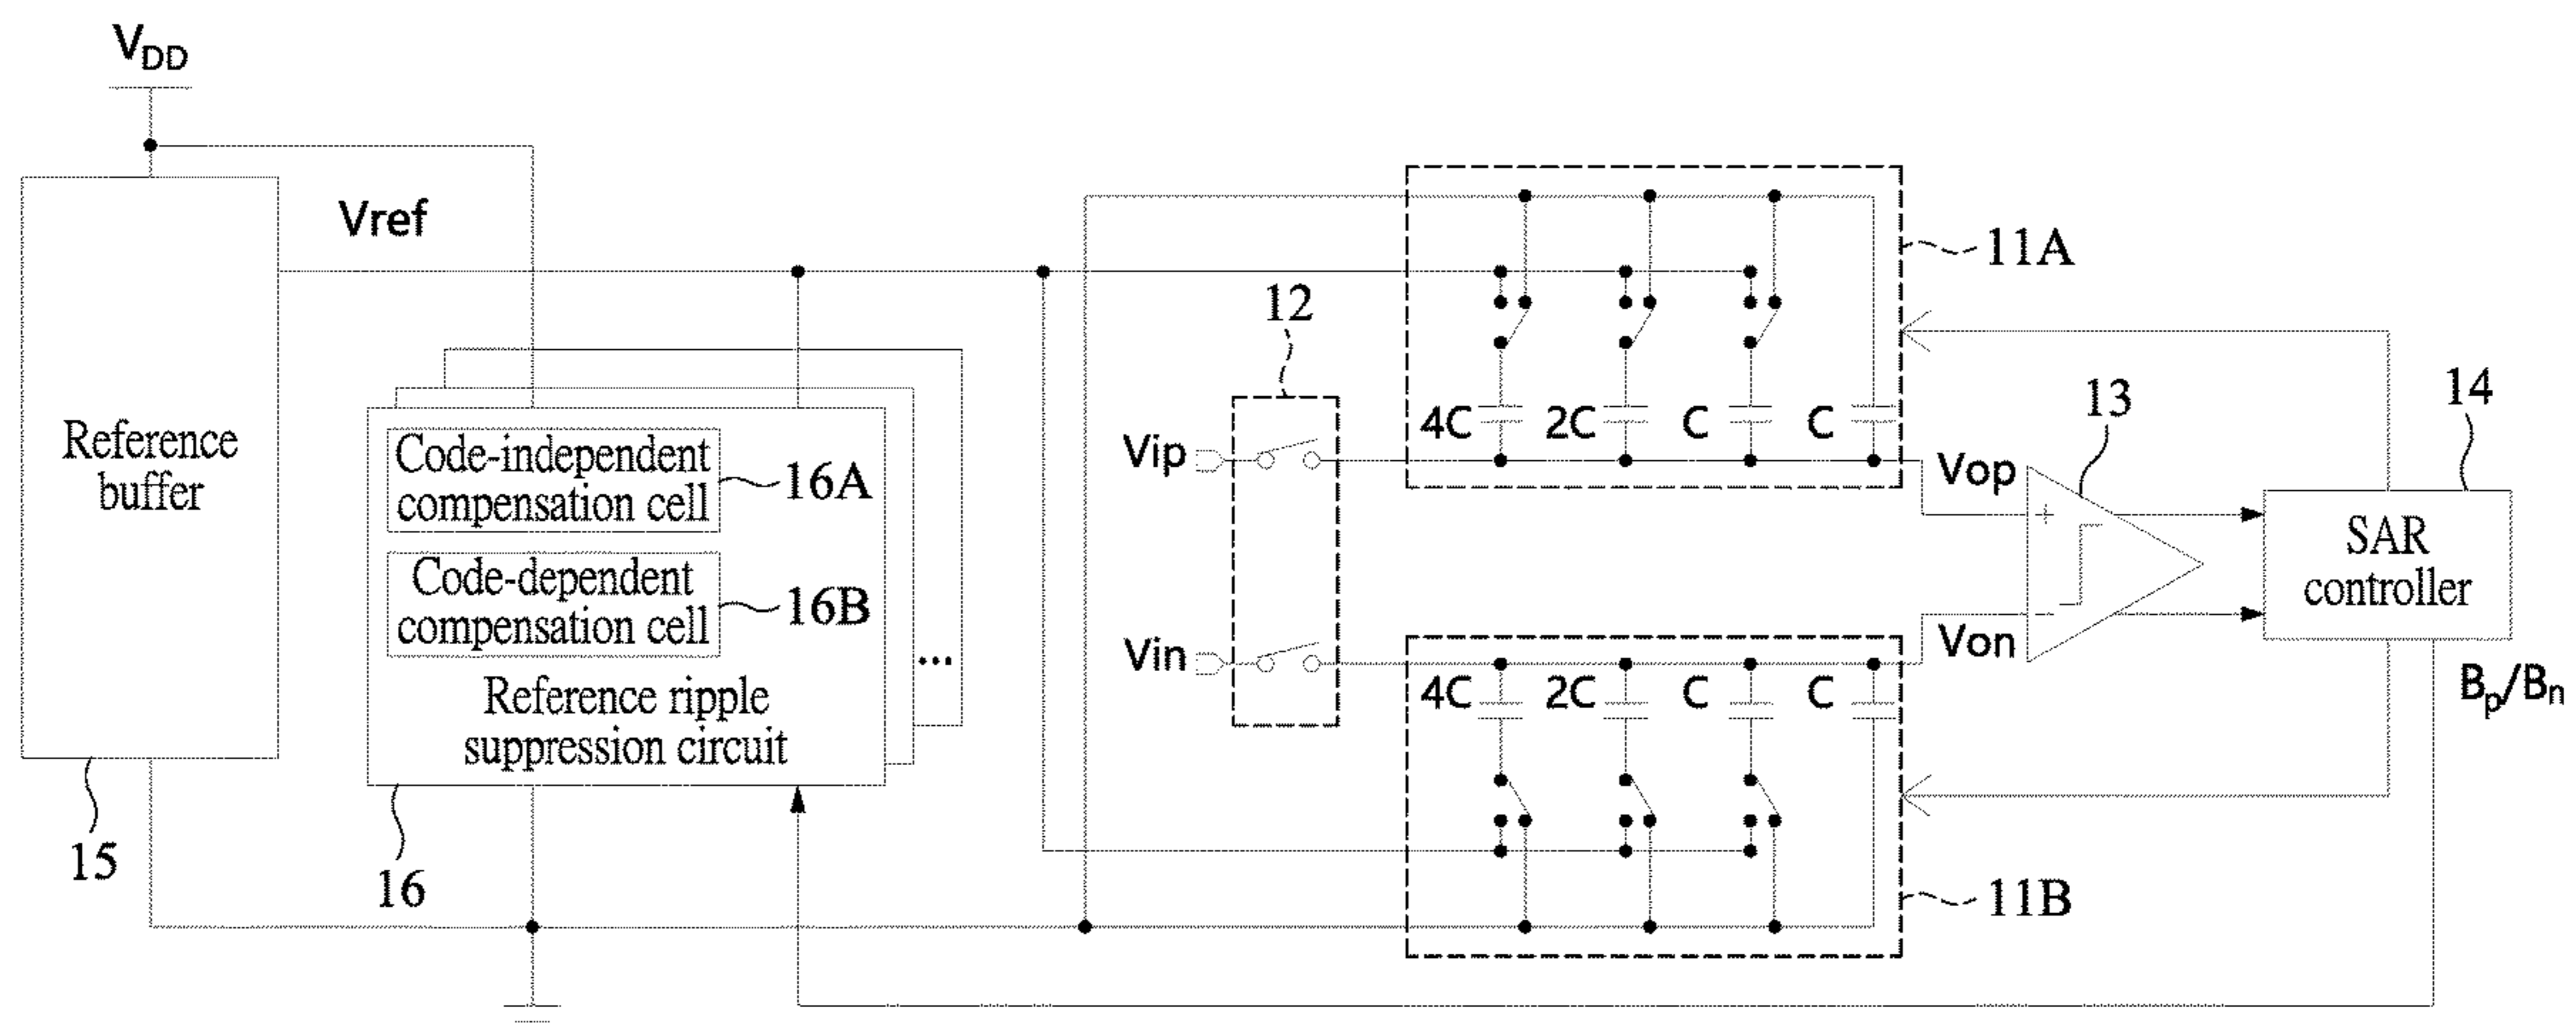 VDD
Vref
Reference
buffer
15
Code-independent
compensation cell
16A
Code-dependent
compensation cell
16B
Reference ripple
suppression circuit
...
16
12
Vip
Vin
11A
4C 2C C C
4C 2C C C
11B
Vop
Von
13
+
−
14
SAR
controller
Bp/Bn